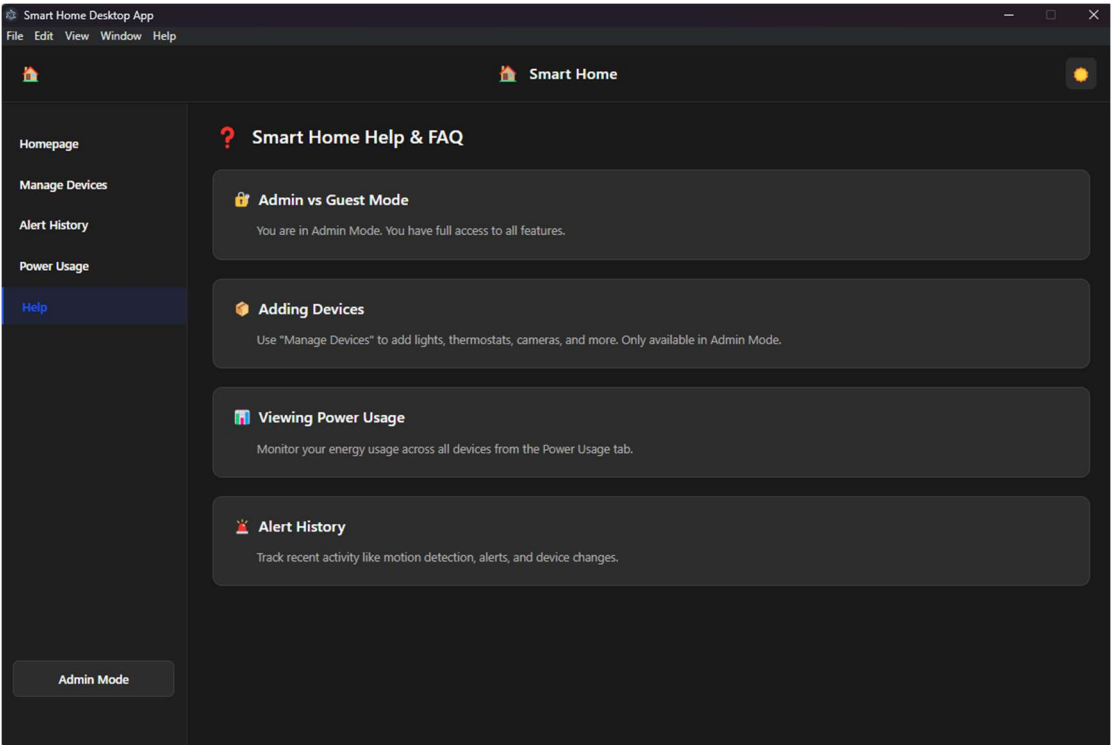 Smart Home Desktop App
File Edit View Window Help
Smart Home
Homepage
Manage Devices
Alert History
Power Usage
Help
Admin Mode
Smart Home Help & FAQ
Admin vs Guest Mode
You are in Admin Mode. You have full access to all features.
Adding Devices
Use "Manage Devices" to add lights, thermostats, cameras, and more. Only available in Admin Mode.
Viewing Power Usage
Monitor your energy usage across all devices from the Power Usage tab.
Alert History
Track recent activity like motion detection, alerts, and device changes.